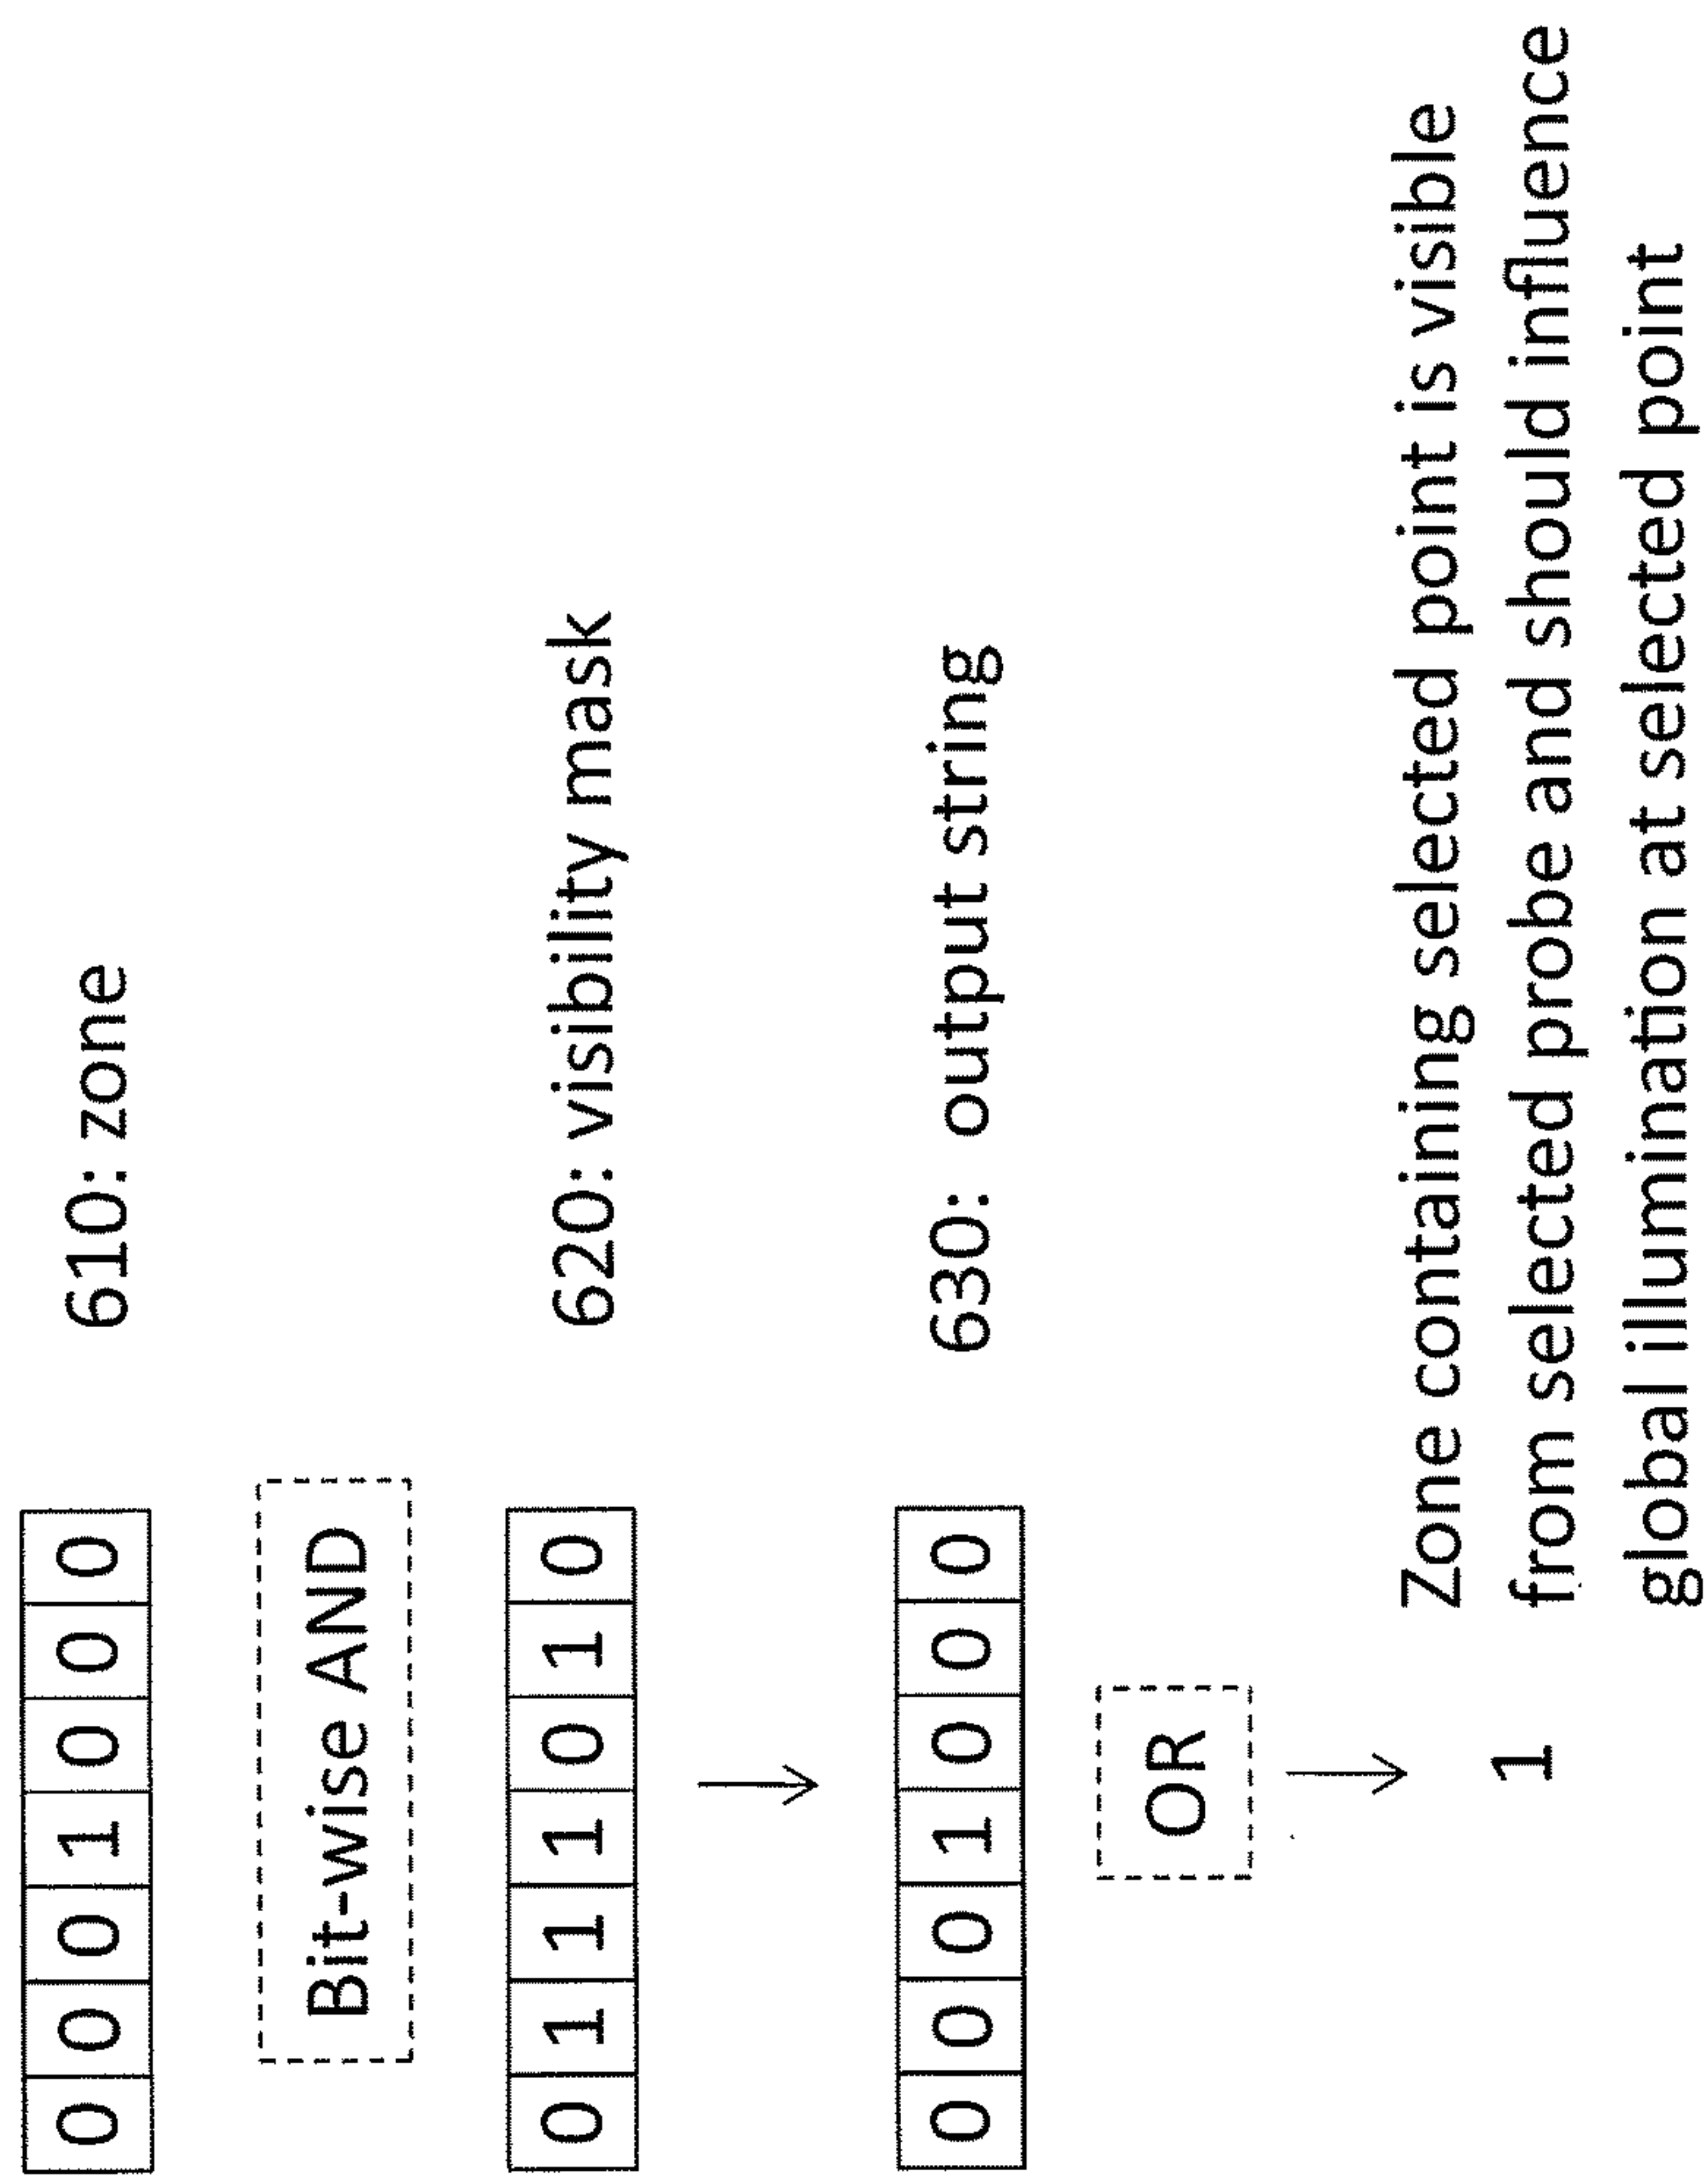 0 0 0 1 0 0 0 610: zone
Bit-wise AND
0 1 1 1 0 1 0 620: visibility mask
0 0 0 1 0 0 0 630: output string
OR
Zone containing selected point is visible
1 from selected probe and should influence
global illumination at selected point